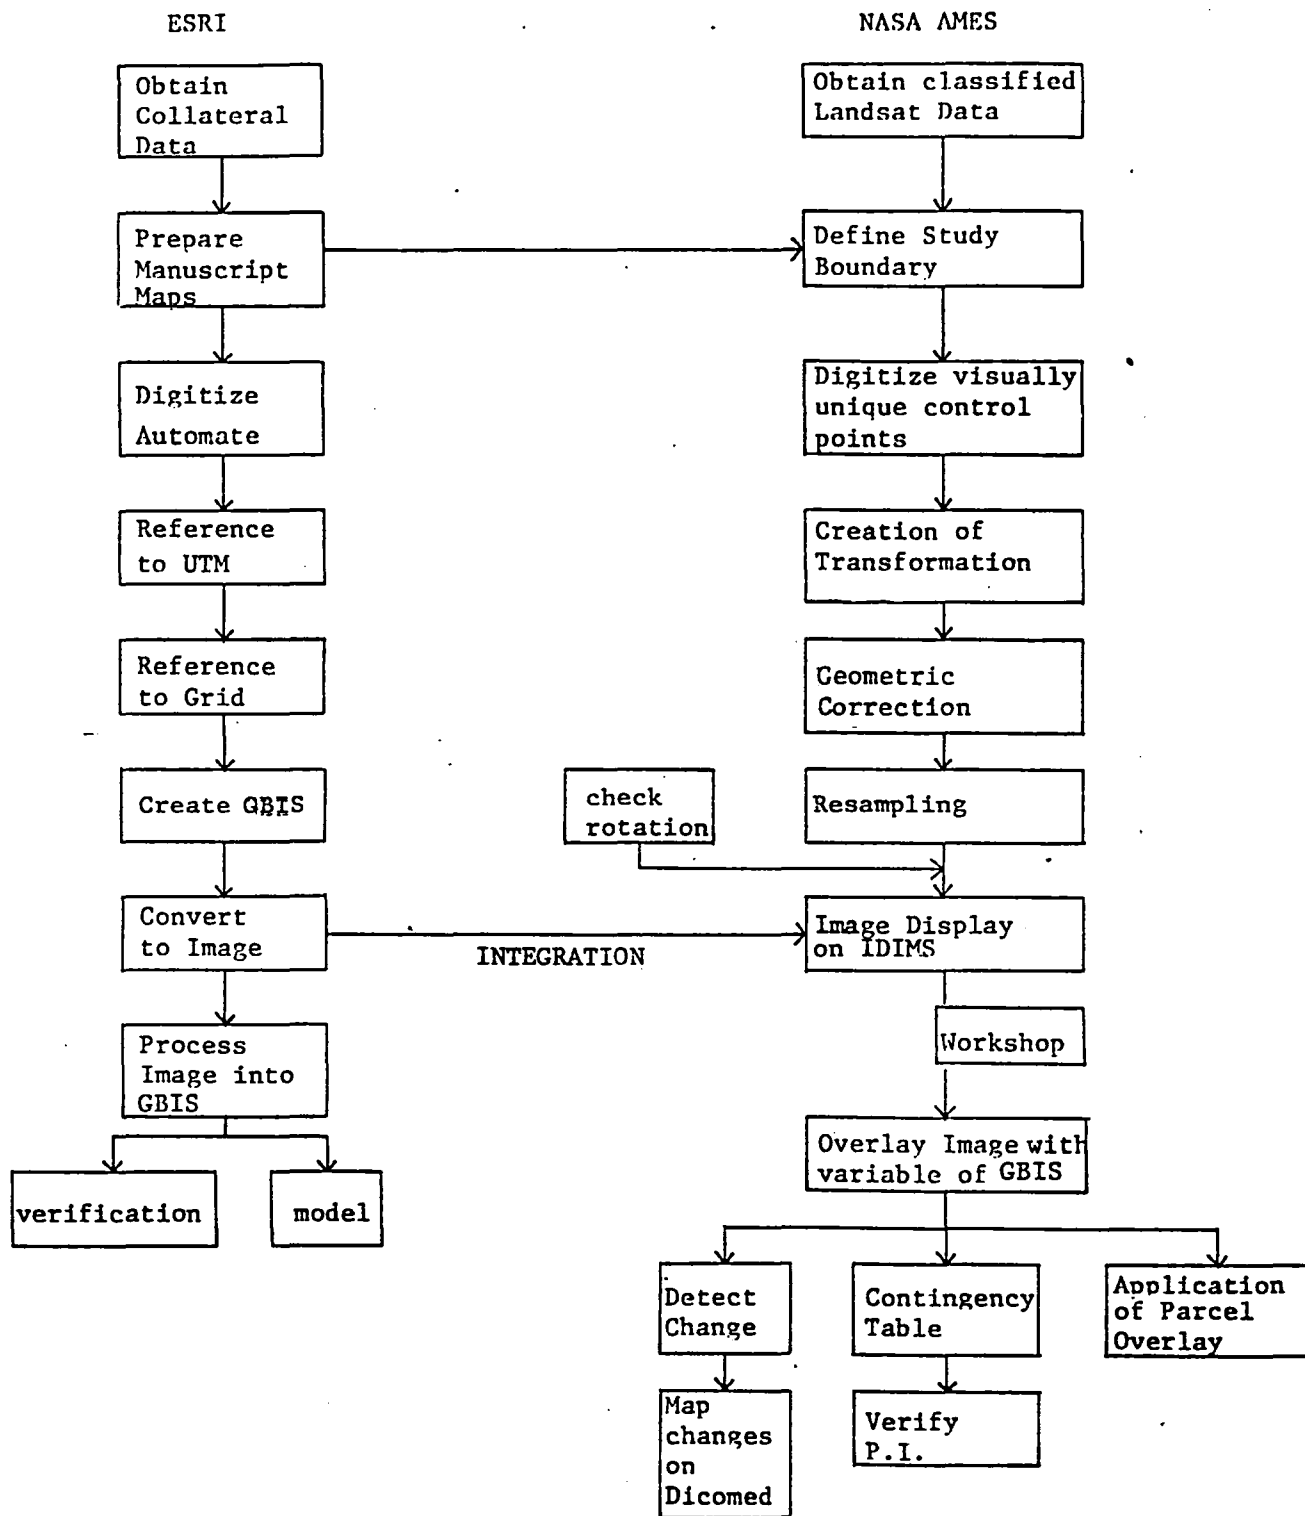 ESRI
NASA AMES
Obtain
Collateral
Data
Obtain classified
Landsat Data
Prepare
Manuscript
Maps
Define Study
Boundary
Digitize
Automate
Digitize visually
unique control
points
Reference
to UTM
Creation of
Transformation
Reference
to Grid
Geometric
Correction
Create GBIS
check
rotation
Resampling
Convert
to Image
INTEGRATION
Image Display
on IDIMS
Process
Image into
GBIS
Workshop
verification
model
Overlay Image with
variable of GBIS
Detect
Change
Contingency
Table
Application
of Parcel
Overlay
Map
changes
on
Dicomed
Verify
P.I.